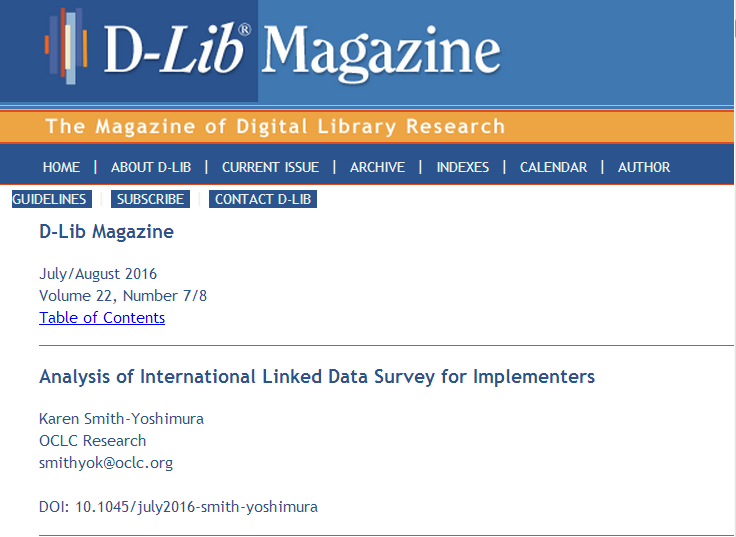 D-Lib® Magazine
The Magazine of Digital Library Research
HOME | ABOUT D-LIB | CURRENT ISSUE | ARCHIVE | INDEXES | CALENDAR | AUTHOR
GUIDELINES | SUBSCRIBE | CONTACT D-LIB
D-Lib Magazine
July/August 2016
Volume 22, Number 7/8
Table of Contents
Analysis of International Linked Data Survey for Implementers
Karen Smith-Yoshimura
OCLC Research
smithyok@oclc.org
DOI: 10.1045/july2016-smith-yoshimura